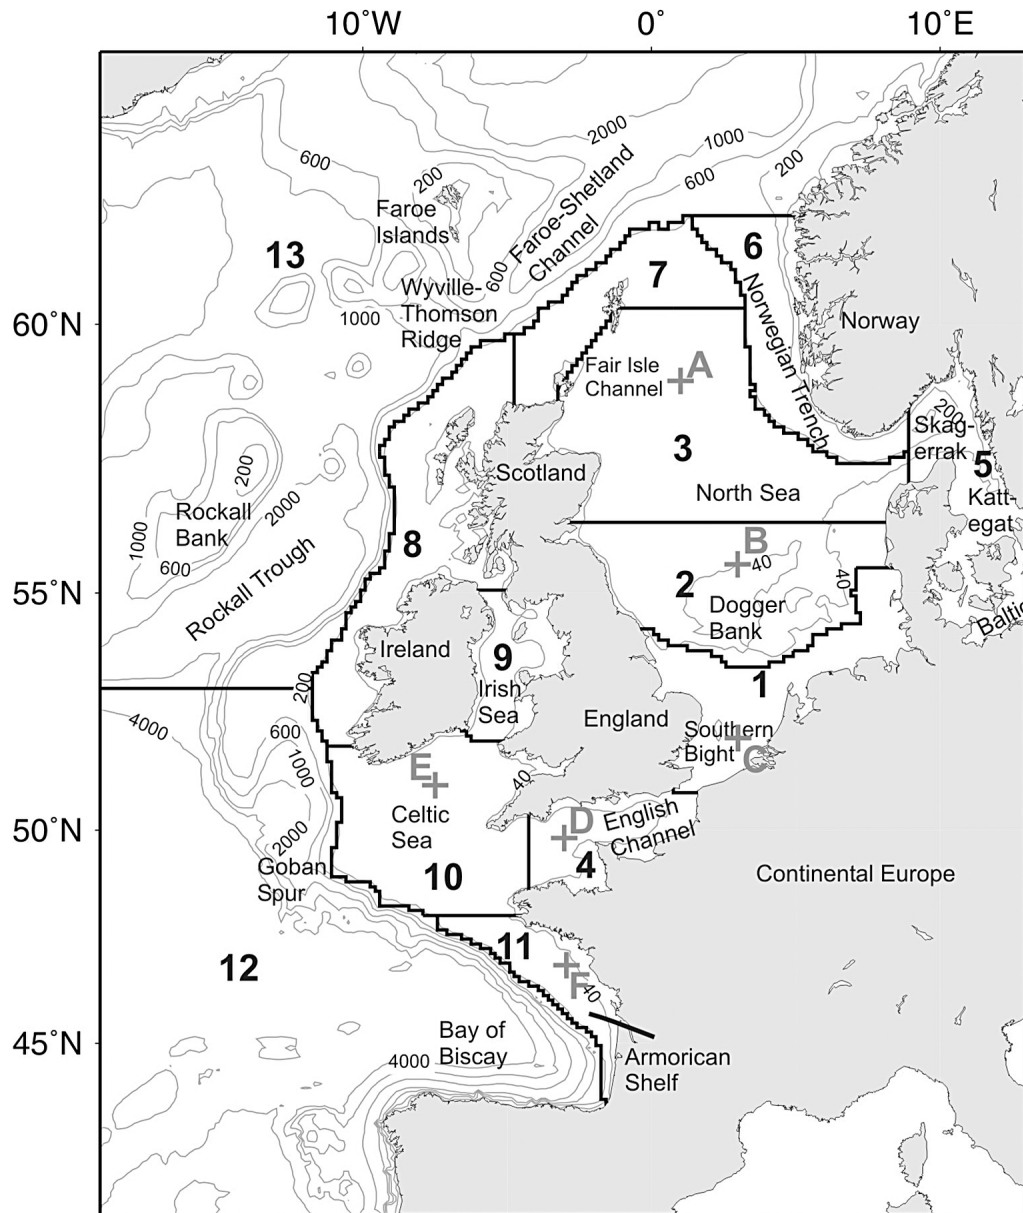 10°W
0°
10°E
2000
1000
600
200
600
200
Faroe
Islands
Faroe-Shetland
Channel
13
6
7
600
Wyville-
Thomson
Ridge
1000
60°N
Norwegian Trench
Norway
Fair Isle
Channel
A
200
Skag-
errak
3
5
200
Scotland
North Sea
Katt-
egat
2000
Rockall
Bank
1000
600
8
B
40
40
Rockall Trough
55°N
2
Dogger
Bank
Baltic
Ireland
9
1
200
Irish
Sea
England
4000
600
Southern
Bight
C
1000
E
40
Celtic
Sea
D
English
Channel
50°N
2000
4
Goban
Spur
10
Continental Europe
11
12
F
40
45°N
Bay of
Biscay
4000
Armorican
Shelf